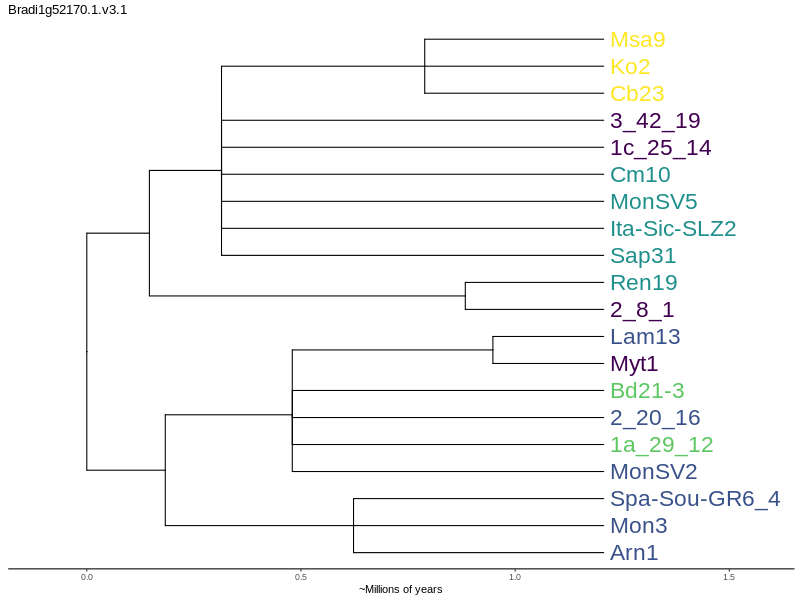 Bradi1g52170.1.v3.1
Msa9
Ko2
Cb23
3_42_19
1c_25_14
Cm10
MonSV5
Ita-Sic-SLZ2
Sap31
Ren19
2_8_1
Lam13
Myt1
Bd21-3
2_20_16
1a_29_12
MonSV2
Spa-Sou-GR6_4
Mon3
Arn1
0.0 0.5 1.0 1.5
~Millions of years